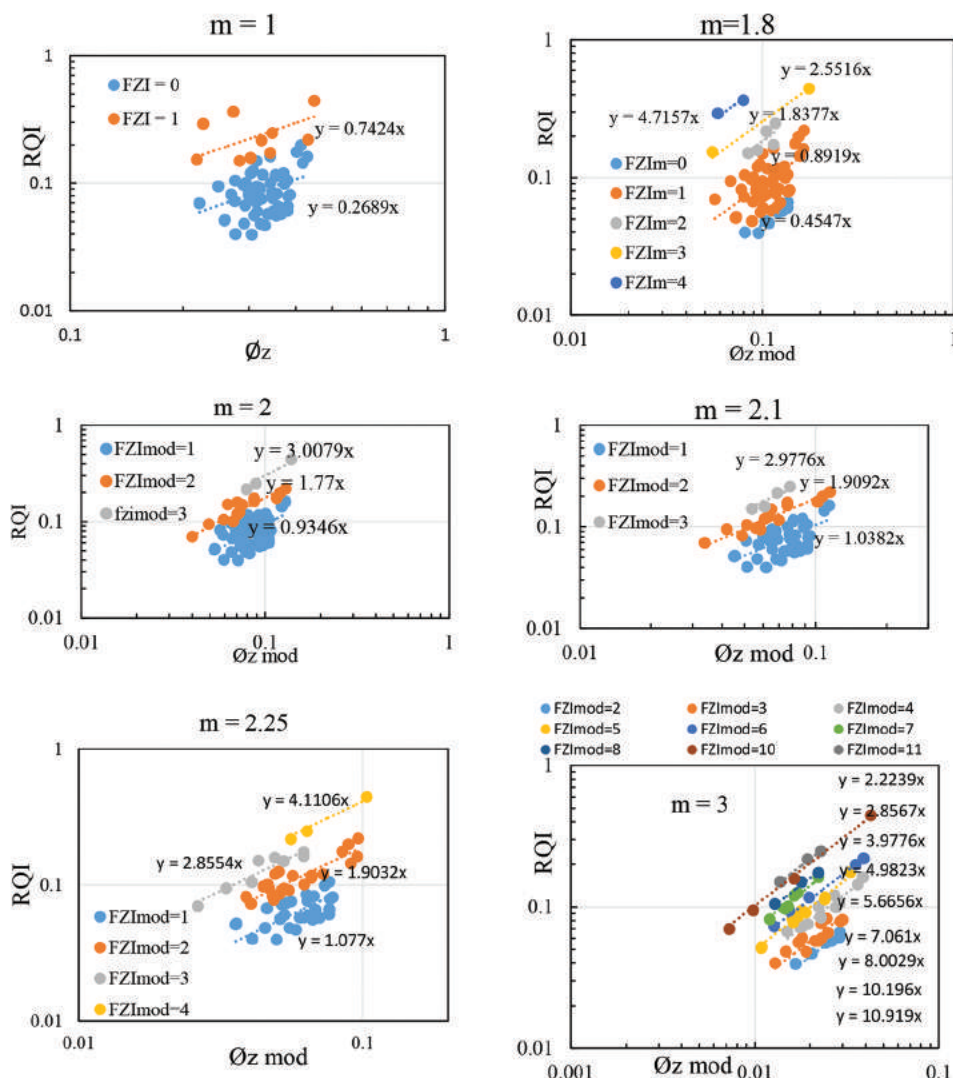 m = 1
1
FZI = 0
FZI = 1
y = 0.7424x
RQI
0.1
y = 0.2689x
0.01
0.1
1
Øz
m=1.8
1
y = 2.5516x
y = 4.7157x
y = 1.8377x
RQI
FZIm=0
y = 0.8919x
0.1
FZIm=1
FZIm=2
y = 0.4547x
FZIm=3
FZIm=4
0.01
0.01
0.1
1
Øz mod
m = 2
1
FZImod=1
y = 3.0079x
FZImod=2
y = 1.77x
fzimod=3
RQI
0.1
y = 0.9346x
0.01
0.01
0.1
1
Øz mod
m = 2.1
1
FZImod=1
y = 2.9776x
FZImod=2
y = 1.9092x
FZImod=3
RQI
0.1
y = 1.0382x
0.01
0.01
0.1
Øz mod
m = 2.25
1
y = 4.1106x
y = 2.8554x
RQI
0.1
y = 1.9032x
FZImod=1
FZImod=2
y = 1.077x
FZImod=3
FZImod=4
0.01
0.01
0.1
Øz mod
FZImod=2
FZImod=3
FZImod=4
FZImod=5
FZImod=6
FZImod=7
FZImod=8
FZImod=10
FZImod=11
1
m = 3
y = 2.2239x
y = 2.8567x
y = 3.9776x
y = 4.9823x
RQI
0.1
y = 5.6656x
y = 7.061x
y = 8.0029x
y = 10.196x
y = 10.919x
0.01
0.001
0.01
0.1
Øz mod